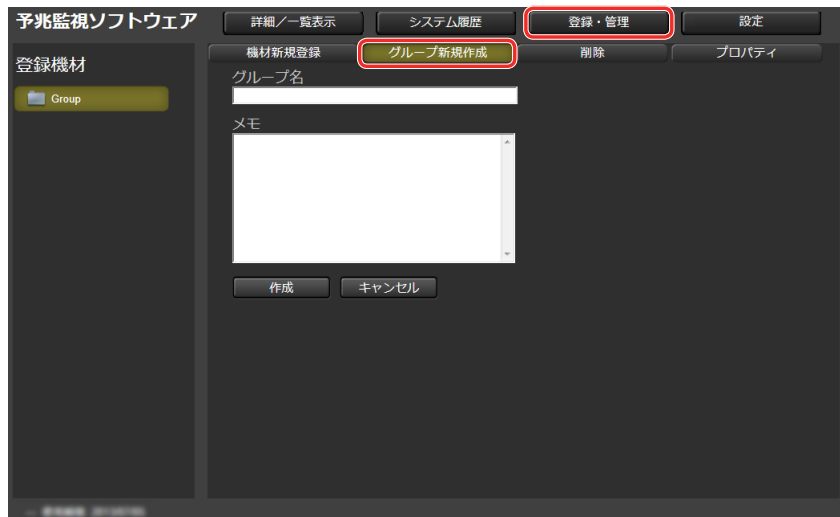 予兆監視ソフトウェア
詳細／一覧表示
システム履歴
登録・管理
設定
登録機材
Group
機材新規登録
グループ新規作成
削除
プロパティ
グループ名
メモ
作成
キャンセル